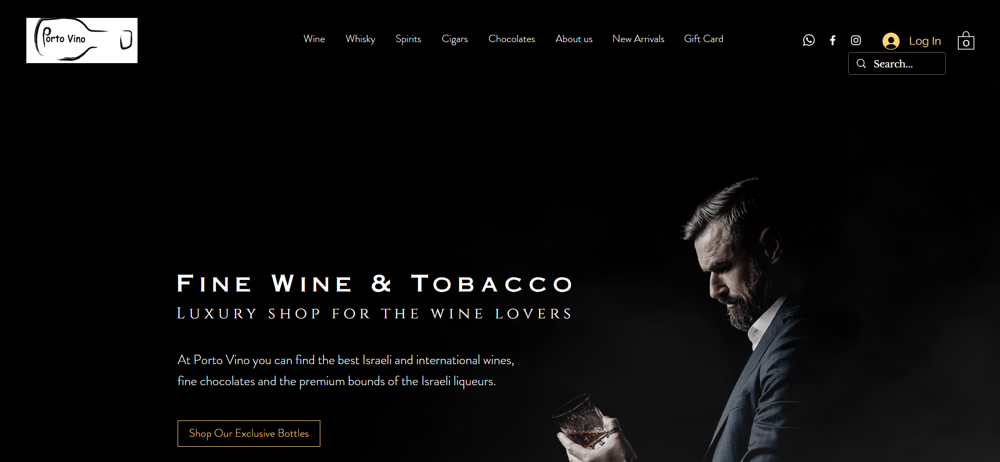 Porto Vino
Wine Whisky Spirits Cigars Chocolates About us New Arrivals Gift Card
Log In
0
Search...
FINE WINE & TOBACCO
LUXURY SHOP FOR THE WINE LOVERS
At Porto Vino you can find the best Israeli and international wines,
fine chocolates and the premium bounds of the Israeli liqueurs.
Shop Our Exclusive Bottles